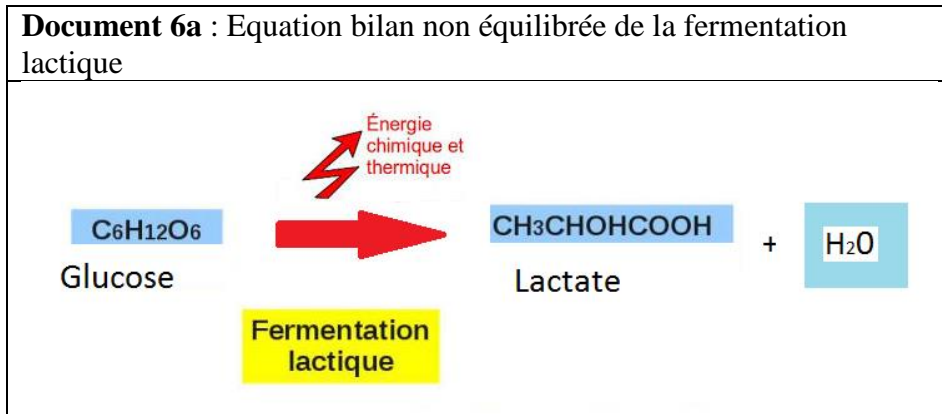 Document 6a : Equation bilan non équilibrée de la fermentation
lactique
Énergie
chimique et
thermique
C6H12O6
CH3CHOHCOOH
+
H2O
Glucose
Lactate
Fermentation
lactique